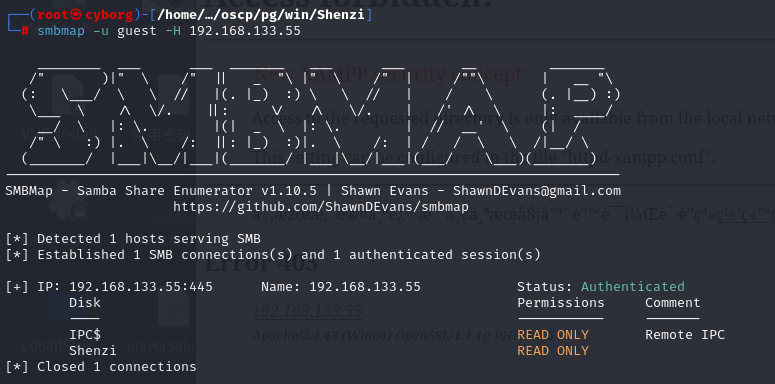 ┌──(root㉿cyborg)-[/home/…/oscp/pg/win/Shenzi]
└─# smbmap -u guest -H 192.168.133.55
SMBMap - Samba Share Enumerator v1.10.5 | Shawn Evans - ShawnDEvans@gmail.com
https://github.com/ShawnDEvans/smbmap
[*] Detected 1 hosts serving SMB
[*] Established 1 SMB connections(s) and 1 authenticated session(s)
[+] IP: 192.168.133.55:445 Name: 192.168.133.55 Status: Authenticated
Disk Permissions Comment
---- ----------- -------
IPC$ READ ONLY Remote IPC
Shenzi READ ONLY
[*] Closed 1 connections